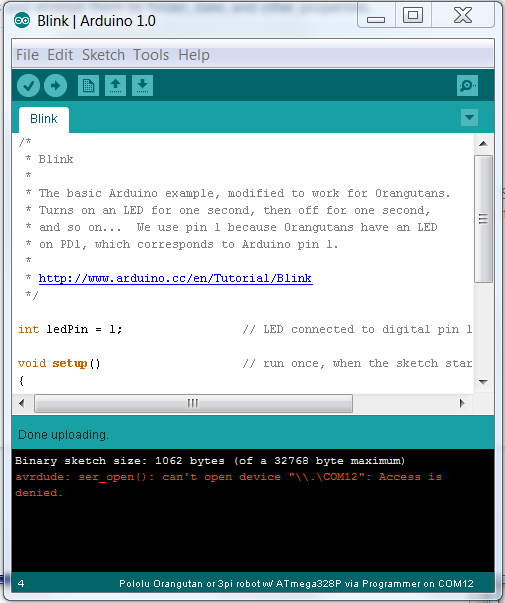 Blink | Arduino 1.0
File Edit Sketch Tools Help
Blink
/*
* Blink
*
* The basic Arduino example, modified to work for Orangutans.
* Turns on an LED for one second, then off for one second,
* and so on... We use pin 1 because Orangutans have an LED
* on PD1, which corresponds to Arduino pin 1.
*
* http://www.arduino.cc/en/Tutorial/Blink
*/
int ledPin = 1; // LED connected to digital pin 1
void setup() // run once, when the sketch star
{
Done uploading.
Binary sketch size: 1062 bytes (of a 32768 byte maximum)
avrdude: ser_open(): can't open device "\\.\COM12": Access is
denied.
4 Pololu Orangutan or 3pi robot w/ ATmega328P via Programmer on COM12